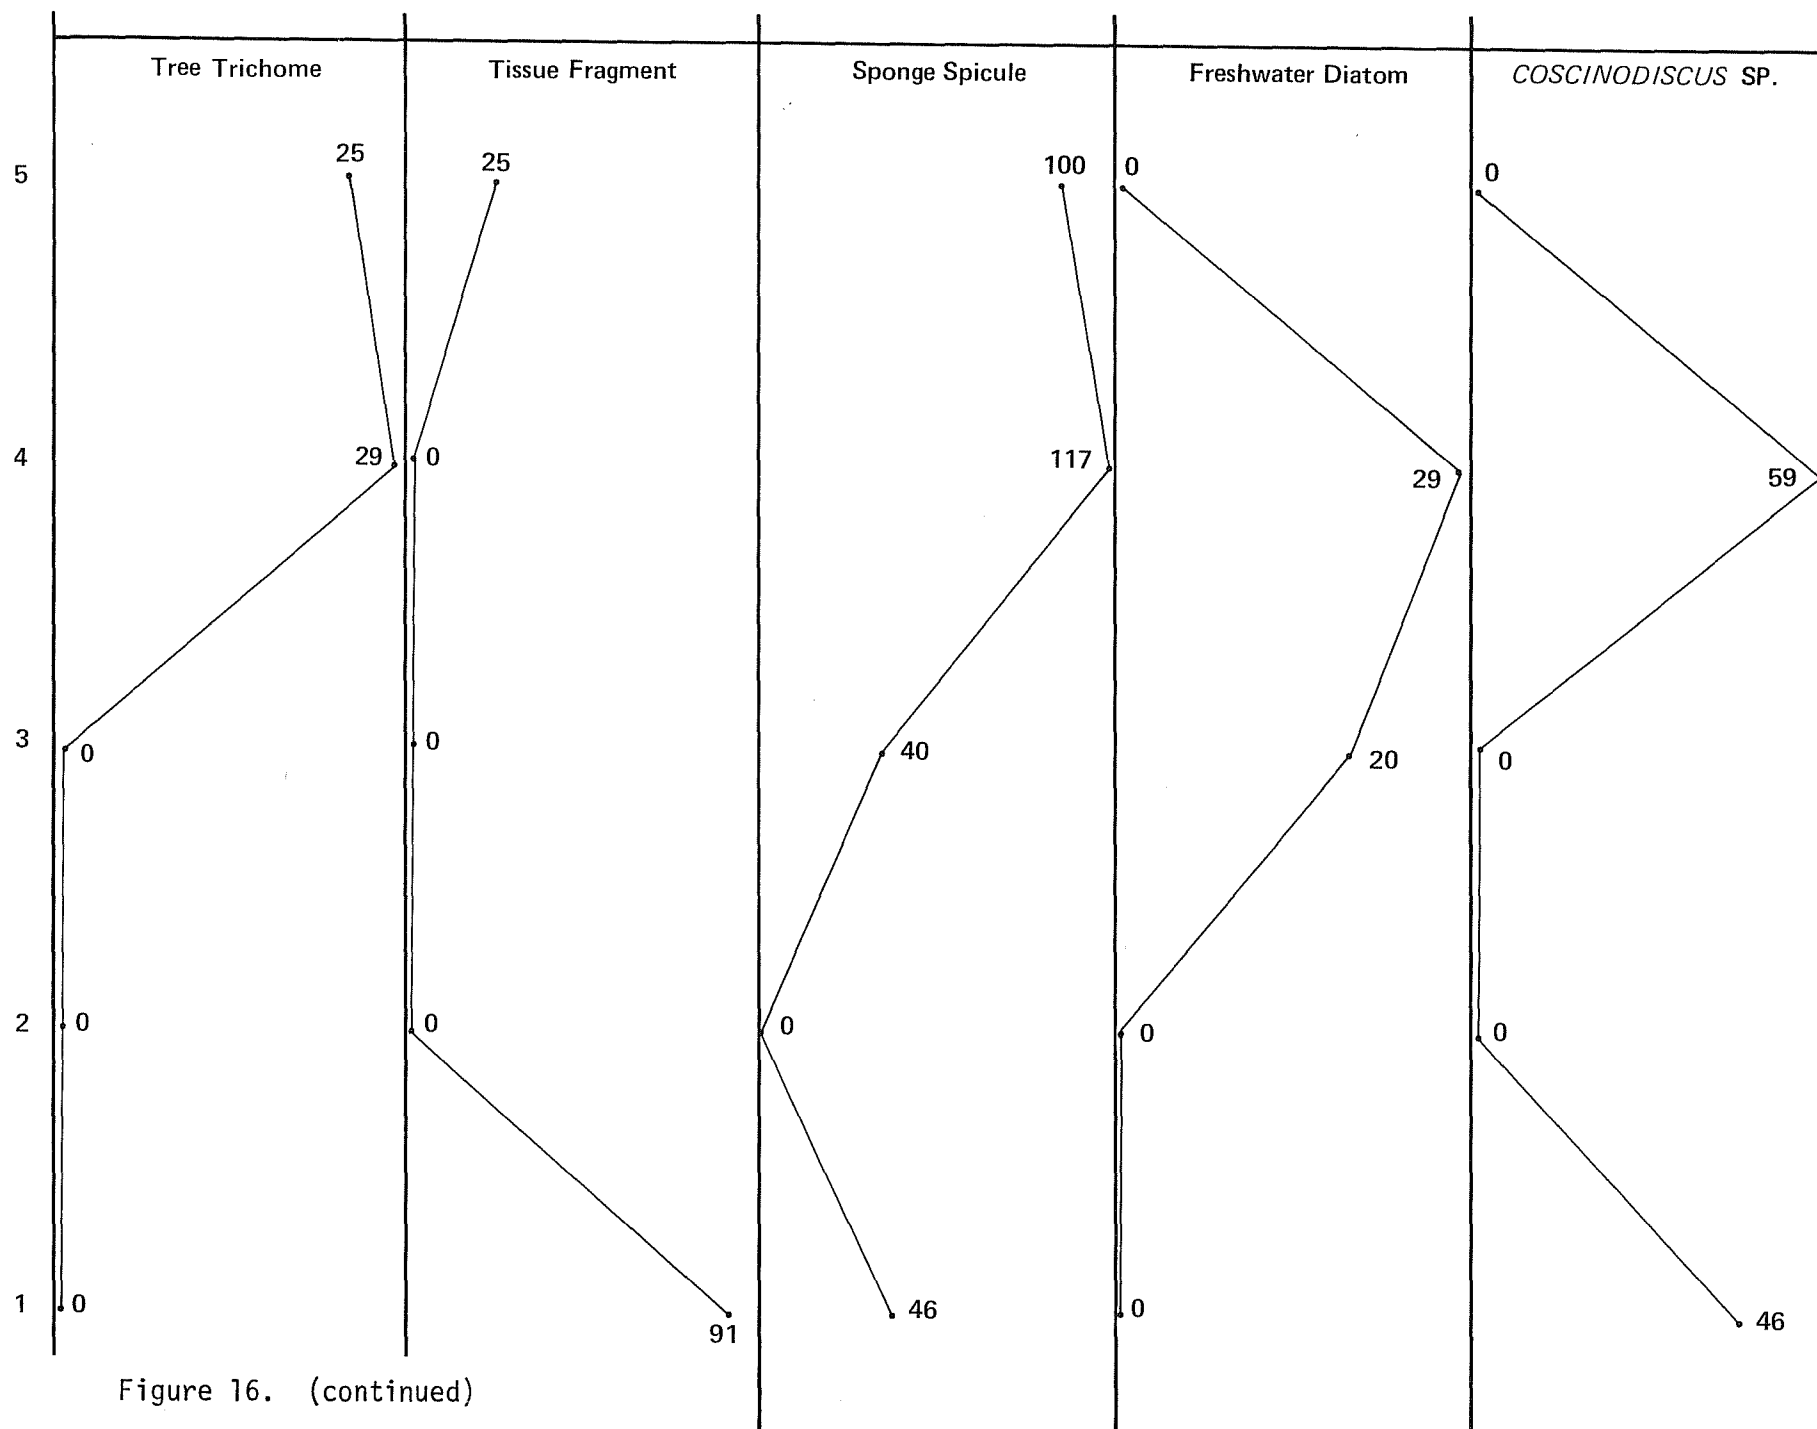 Tree Trichome Tissue Fragment Sponge Spicule Freshwater Diatom COSCINODISCUS SP.
5 25 25 100 0 0
4 29 0 117 29 59
3 0 0 40 20 0
2 0 0 0 0 0
1 0 91 46 0 46
Figure 16. (continued)